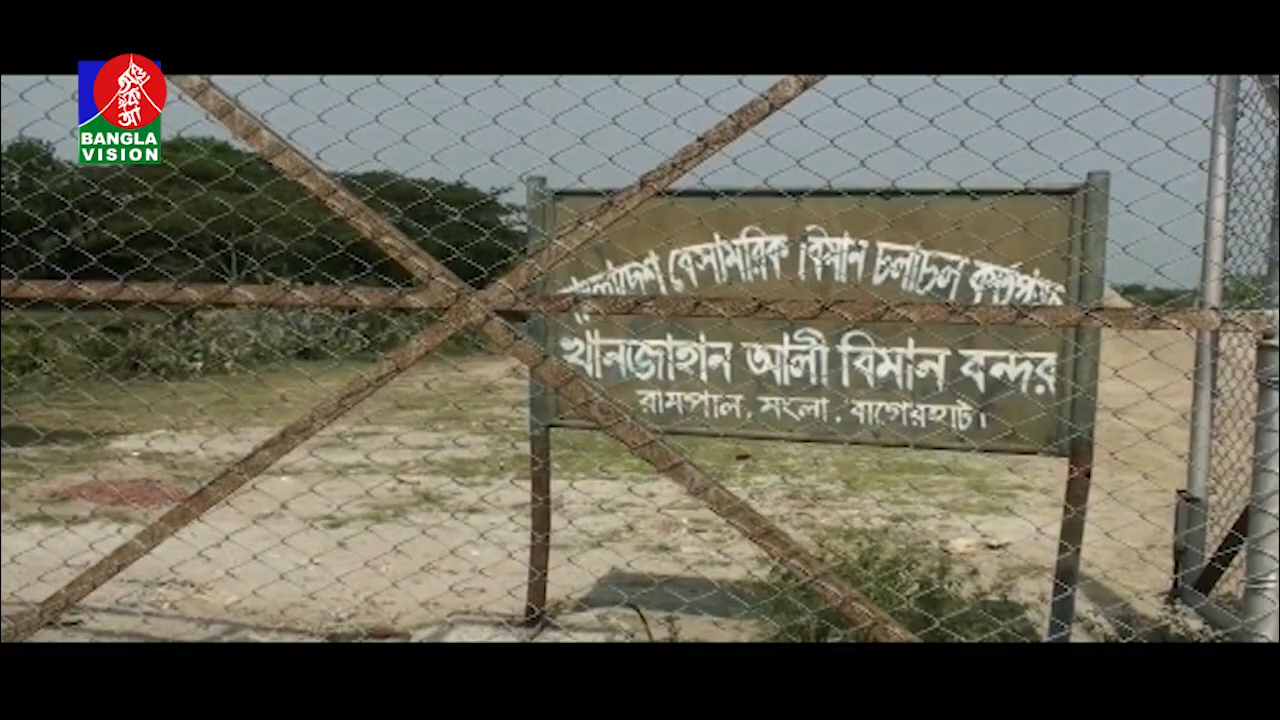 BANGLA
VISION
বাংলাদেশ বেসামরিক বিমান চলাচল কর্তৃপক্ষ
খানজাহান আলী বিমান বন্দর
রামপাল, মংলা, বাগেরহাট।